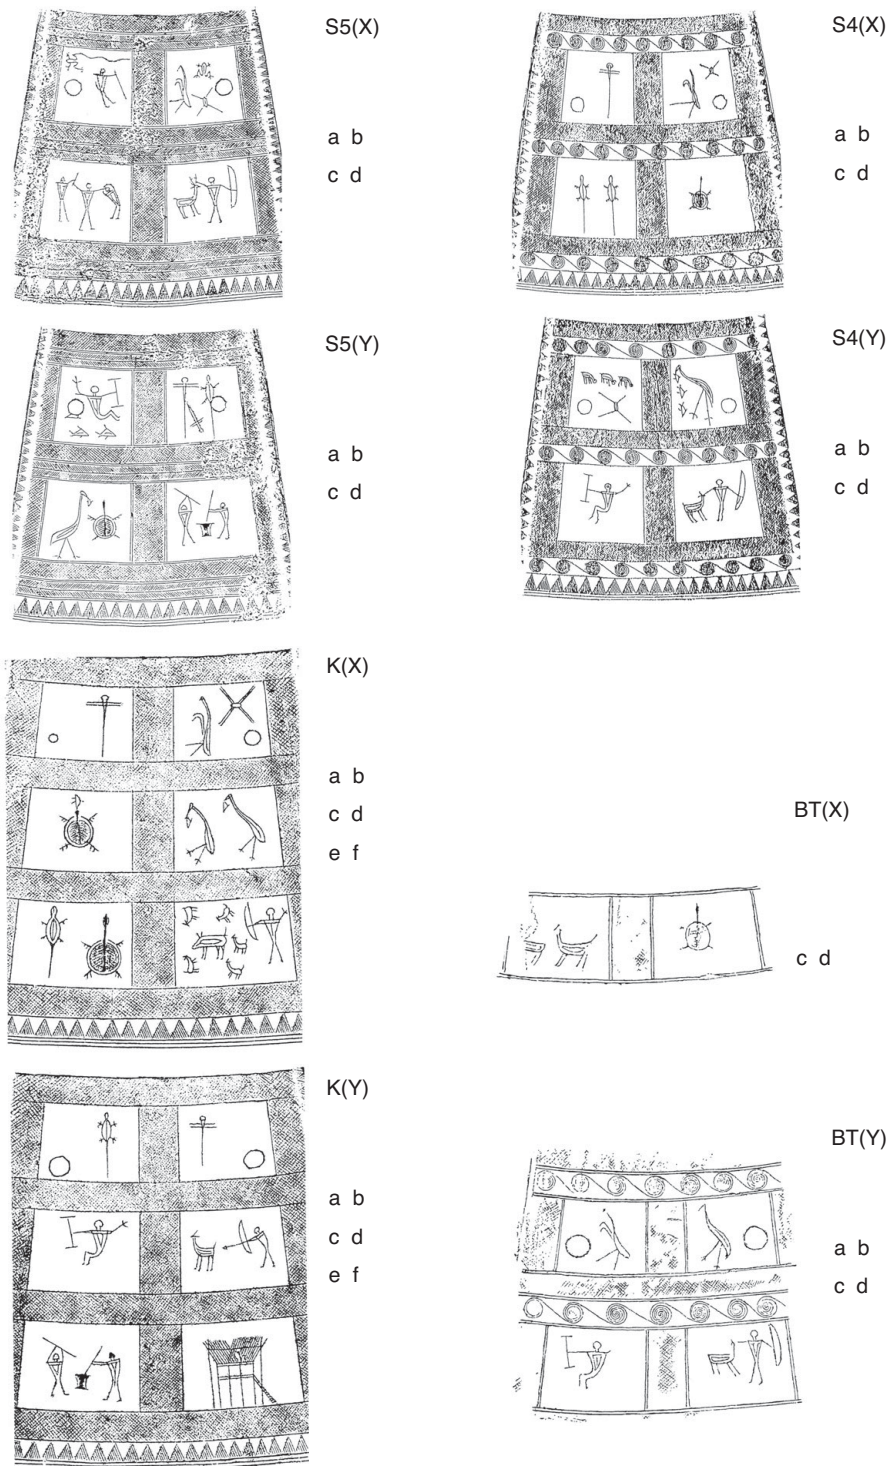 S5(X)
a b
c d
S4(X)
a b
c d
S5(Y)
a b
c d
S4(Y)
a b
c d
K(X)
a b
c d
e f
BT(X)
c d
K(Y)
a b
c d
e f
BT(Y)
a b
c d